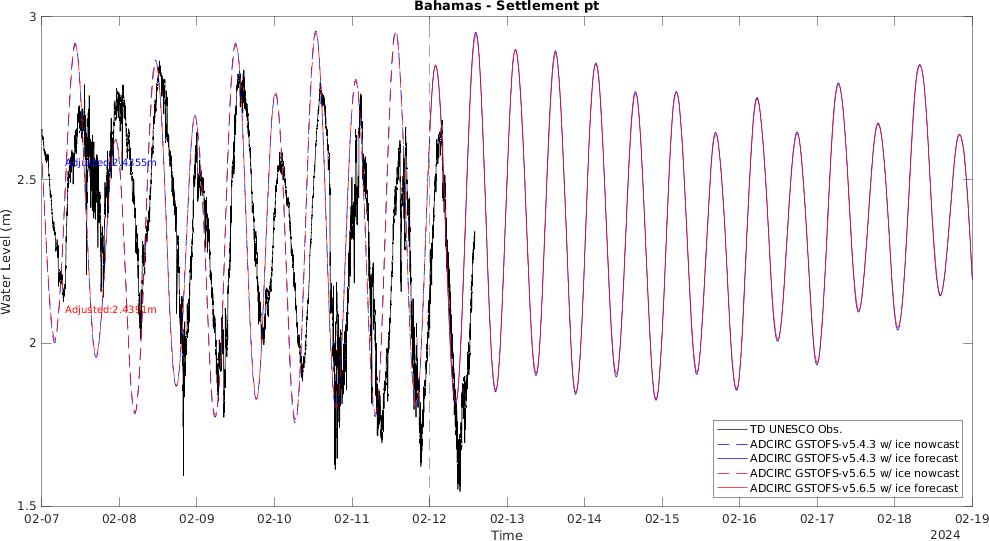 Bahamas - Settlement pt
3
2.5
2
1.5
Water Level (m)
Adjusted:2.4355m
Adjusted:2.4391m
TD UNESCO Obs.
ADCIRC GSTOFS-v5.4.3 w/ ice nowcast
ADCIRC GSTOFS-v5.4.3 w/ ice forecast
ADCIRC GSTOFS-v5.6.5 w/ ice nowcast
ADCIRC GSTOFS-v5.6.5 w/ ice forecast
02-07 02-08 02-09 02-10 02-11 02-12 02-13 02-14 02-15 02-16 02-17 02-18 02-19
Time
2024